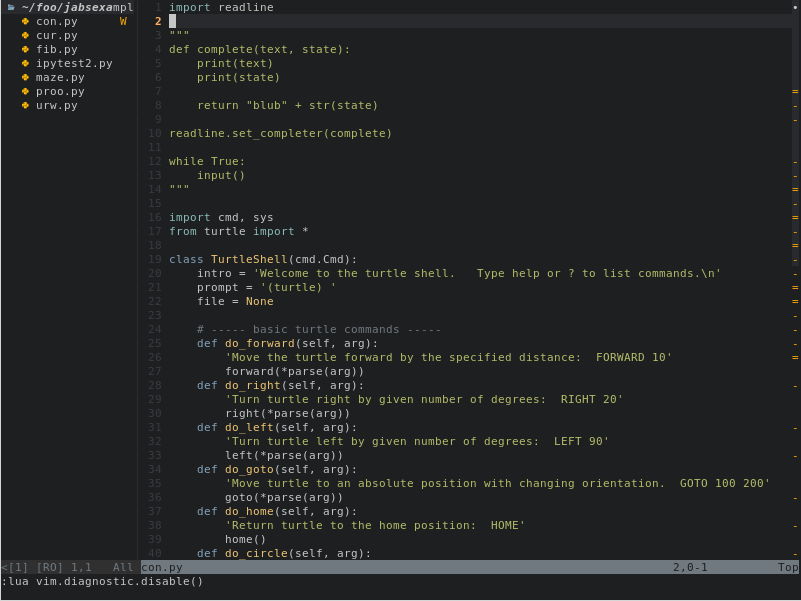 ~/foo/jabsexampl
con.py W
cur.py
fib.py
ipytest2.py
maze.py
proo.py
urw.py
1 import readline
2
3 """
4 def complete(text, state):
5     print(text)
6     print(state)
7
8     return "blub" + str(state)
9
10 readline.set_completer(complete)
11
12 while True:
13     input()
14 """
15
16 import cmd, sys
17 from turtle import *
18
19 class TurtleShell(cmd.Cmd):
20     intro = 'Welcome to the turtle shell.   Type help or ? to list commands.\n'
21     prompt = '(turtle) '
22     file = None
23
24     # ----- basic turtle commands -----
25     def do_forward(self, arg):
26         'Move the turtle forward by the specified distance:  FORWARD 10'
27         forward(*parse(arg))
28     def do_right(self, arg):
29         'Turn turtle right by given number of degrees:  RIGHT 20'
30         right(*parse(arg))
31     def do_left(self, arg):
32         'Turn turtle left by given number of degrees:  LEFT 90'
33         left(*parse(arg))
34     def do_goto(self, arg):
35         'Move turtle to an absolute position with changing orientation.  GOTO 100 200'
36         goto(*parse(arg))
37     def do_home(self, arg):
38         'Return turtle to the home position:  HOME'
39         home()
40     def do_circle(self, arg):
<[1] [RO] 1,1   All con.py 2,0-1 Top
:lua vim.diagnostic.disable()